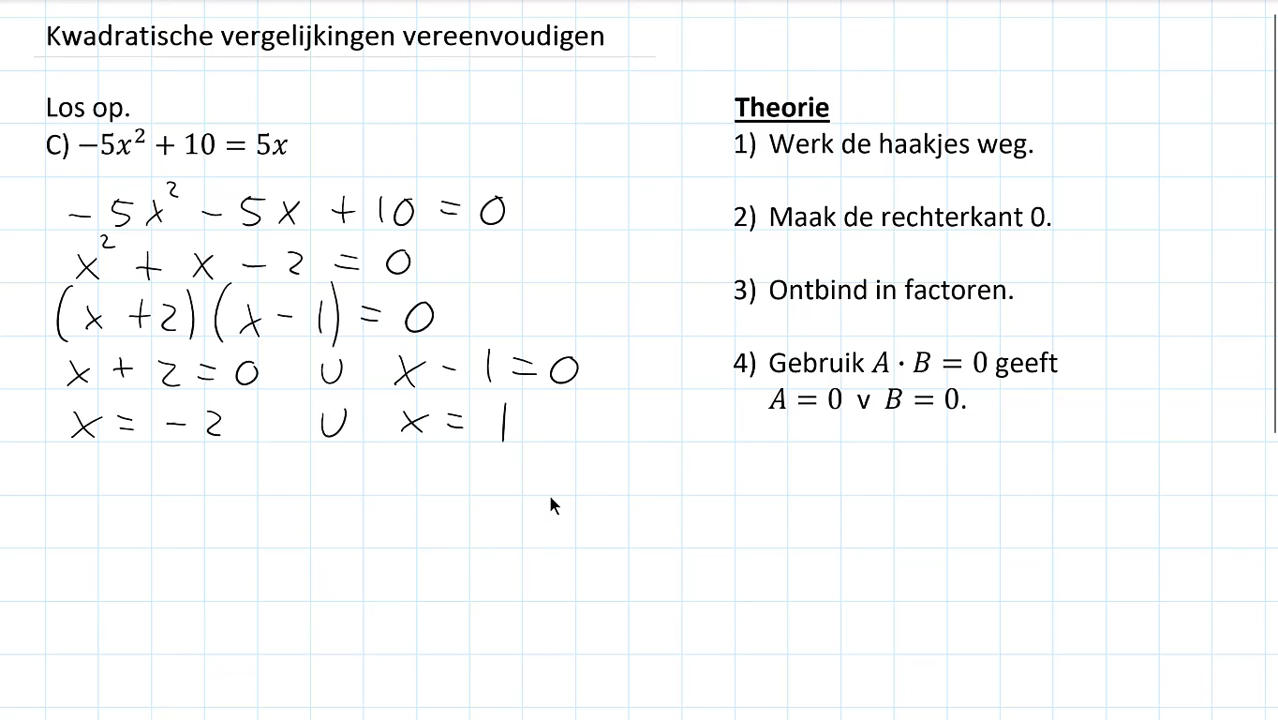 Kwadratische vergelijkingen vereenvoudigen
Los op.
C) −5x² + 10 = 5x
− 5x² − 5x + 10 = 0
x² + x − 2 = 0
(x + 2)(x − 1) = 0
x + 2 = 0 ∪ x − 1 = 0
x = − 2 ∪ x = 1
Theorie
1) Werk de haakjes weg.
2) Maak de rechterkant 0.
3) Ontbind in factoren.
4) Gebruik A · B = 0 geeft
A = 0 v B = 0.